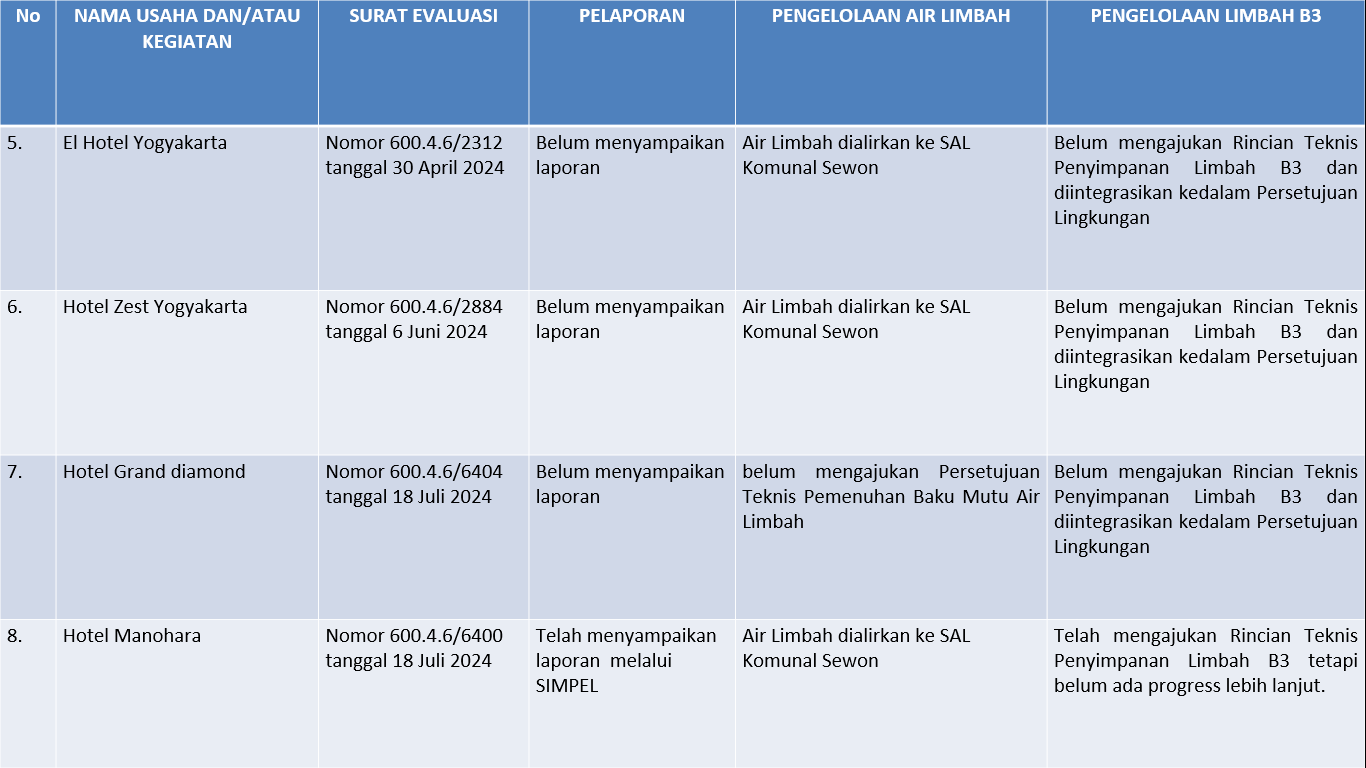 No
NAMA USAHA DAN/ATAU
KEGIATAN
SURAT EVALUASI
PELAPORAN
PENGELOLAAN AIR LIMBAH
PENGELOLAAN LIMBAH B3
5.
El Hotel Yogyakarta
Nomor 600.4.6/2312
tanggal 30 April 2024
Belum menyampaikan
laporan
Air Limbah dialirkan ke SAL
Komunal Sewon
Belum mengajukan Rincian Teknis
Penyimpanan Limbah B3 dan
diintegrasikan kedalam Persetujuan
Lingkungan
6.
Hotel Zest Yogyakarta
Nomor 600.4.6/2884
tanggal 6 Juni 2024
Belum menyampaikan
laporan
Air Limbah dialirkan ke SAL
Komunal Sewon
Belum mengajukan Rincian Teknis
Penyimpanan Limbah B3 dan
diintegrasikan kedalam Persetujuan
Lingkungan
7.
Hotel Grand diamond
Nomor 600.4.6/6404
tanggal 18 Juli 2024
Belum menyampaikan
laporan
belum mengajukan Persetujuan
Teknis Pemenuhan Baku Mutu Air
Limbah
Belum mengajukan Rincian Teknis
Penyimpanan Limbah B3 dan
diintegrasikan kedalam Persetujuan
Lingkungan
8.
Hotel Manohara
Nomor 600.4.6/6400
tanggal 18 Juli 2024
Telah menyampaikan
laporan melalui
SIMPEL
Air Limbah dialirkan ke SAL
Komunal Sewon
Telah mengajukan Rincian Teknis
Penyimpanan Limbah B3 tetapi
belum ada progress lebih lanjut.